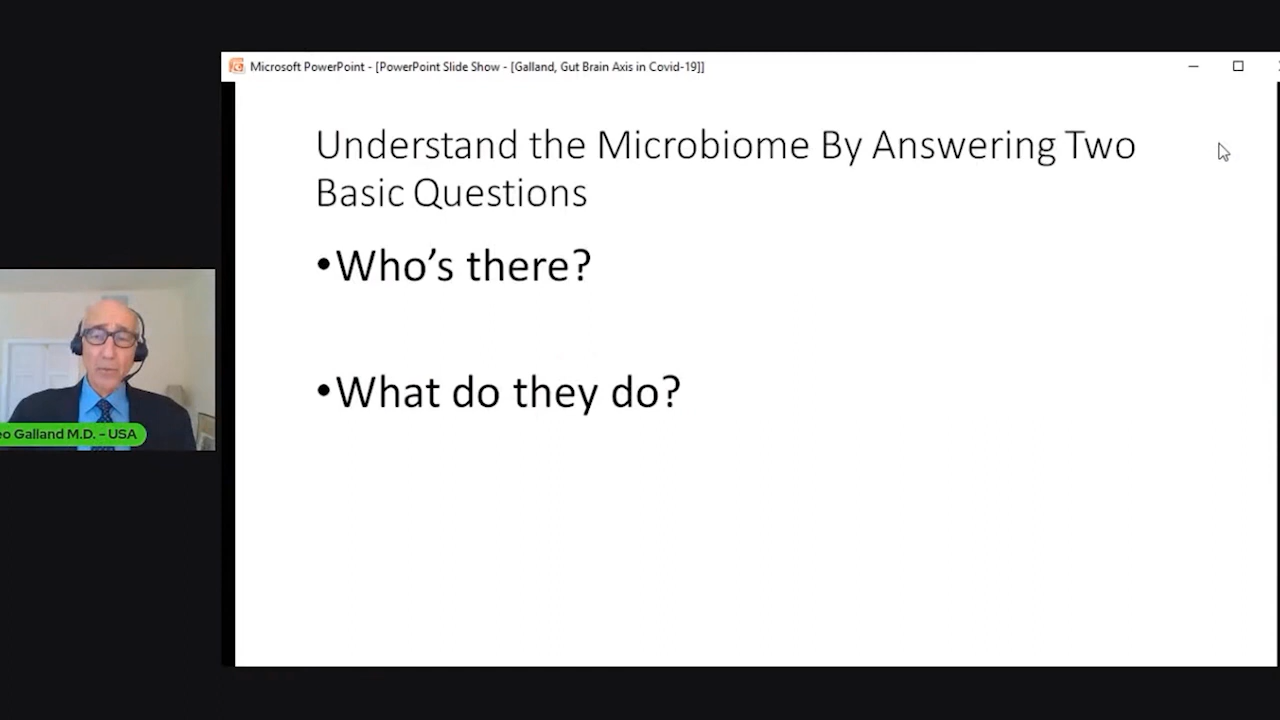 Microsoft PowerPoint - [PowerPoint Slide Show - [Galland, Gut Brain Axis in Covid-19]]
Understand the Microbiome By Answering Two
Basic Questions
•Who's there?
•What do they do?
Galland M.D. - USA